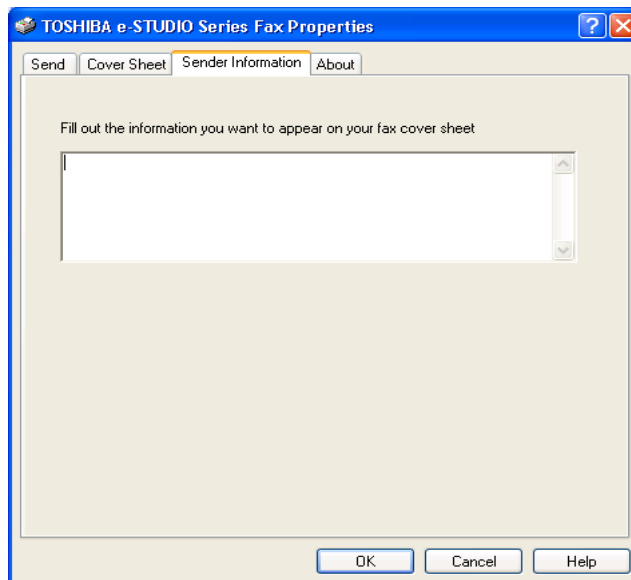 TOSHIBA e-STUDIO Series Fax Properties
Send Cover Sheet Sender Information About
Fill out the information you want to appear on your fax cover sheet
OK Cancel Help